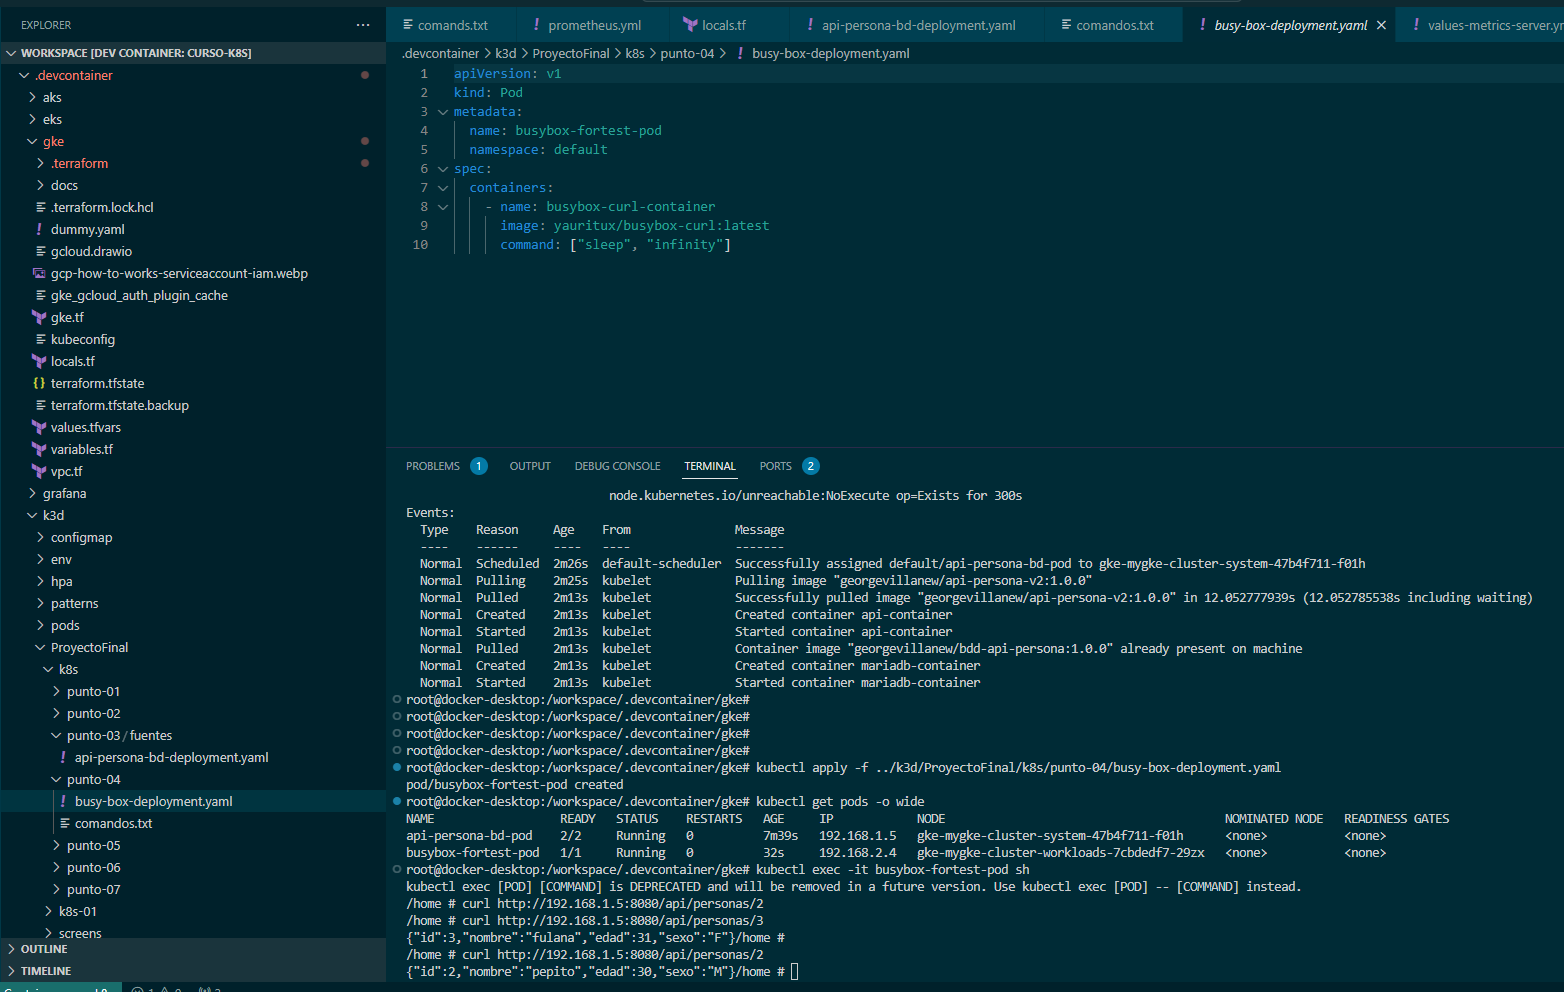 EXPLORER
WORKSPACE [DEV CONTAINER: CURSO-K8S]
.devcontainer
aks
eks
gke
.terraform
docs
.terraform.lock.hcl
dummy.yaml
gcloud.drawio
gcp-how-to-works-serviceaccount-iam.webp
gke_gcloud_auth_plugin_cache
gke.tf
kubeconfig
locals.tf
terraform.tfstate
terraform.tfstate.backup
values.tfvars
variables.tf
vpc.tf
grafana
k3d
configmap
env
hpa
patterns
pods
ProyectoFinal
k8s
punto-01
punto-02
punto-03/fuentes
api-persona-bd-deployment.yaml
punto-04
busy-box-deployment.yaml
comandos.txt
punto-05
punto-06
punto-07
k8s-01
screens
OUTLINE
TIMELINE
comands.txt prometheus.yml locals.tf api-persona-bd-deployment.yaml comandos.txt busy-box-deployment.yaml values-metrics-server.y
.devcontainer > k3d > ProyectoFinal > k8s > punto-04 > ! busy-box-deployment.yaml
1 apiVersion: v1
2 kind: Pod
3 metadata:
4 name: busybox-fortest-pod
5 namespace: default
6 spec:
7 containers:
8 - name: busybox-curl-container
9 image: yauritux/busybox-curl:latest
10 command: ["sleep", "infinity"]
PROBLEMS 1 OUTPUT DEBUG CONSOLE TERMINAL PORTS 2
node.kubernetes.io/unreachable:NoExecute op=Exists for 300s
Events:
Type Reason Age From Message
---- ------ ---- ---- -------
Normal Scheduled 2m26s default-scheduler Successfully assigned default/api-persona-bd-pod to gke-mygke-cluster-system-47b4f711-f01h
Normal Pulling 2m25s kubelet Pulling image "georgevillanew/api-persona-v2:1.0.0"
Normal Pulled 2m13s kubelet Successfully pulled image "georgevillanew/api-persona-v2:1.0.0" in 12.052777939s (12.052785538s including waiting)
Normal Created 2m13s kubelet Created container api-container
Normal Started 2m13s kubelet Started container api-container
Normal Pulled 2m13s kubelet Container image "georgevillanew/bdd-api-persona:1.0.0" already present on machine
Normal Created 2m13s kubelet Created container mariadb-container
Normal Started 2m13s kubelet Started container mariadb-container
root@docker-desktop:/workspace/.devcontainer/gke#
root@docker-desktop:/workspace/.devcontainer/gke#
root@docker-desktop:/workspace/.devcontainer/gke#
root@docker-desktop:/workspace/.devcontainer/gke#
root@docker-desktop:/workspace/.devcontainer/gke# kubectl apply -f ../k3d/ProyectoFinal/k8s/punto-04/busy-box-deployment.yaml
pod/busybox-fortest-pod created
root@docker-desktop:/workspace/.devcontainer/gke# kubectl get pods -o wide
NAME READY STATUS RESTARTS AGE IP NODE NOMINATED NODE READINESS GATES
api-persona-bd-pod 2/2 Running 0 7m39s 192.168.1.5 gke-mygke-cluster-system-47b4f711-f01h <none> <none>
busybox-fortest-pod 1/1 Running 0 32s 192.168.2.4 gke-mygke-cluster-workloads-7cbdedf7-29zx <none> <none>
root@docker-desktop:/workspace/.devcontainer/gke# kubectl exec -it busybox-fortest-pod sh
kubectl exec [POD] [COMMAND] is DEPRECATED and will be removed in a future version. Use kubectl exec [POD] -- [COMMAND] instead.
/home # curl http://192.168.1.5:8080/api/personas/2
/home # curl http://192.168.1.5:8080/api/personas/3
{"id":3,"nombre":"fulana","edad":31,"sexo":"F"}/home #
/home # curl http://192.168.1.5:8080/api/personas/2
{"id":2,"nombre":"pepito","edad":30,"sexo":"M"}/home #